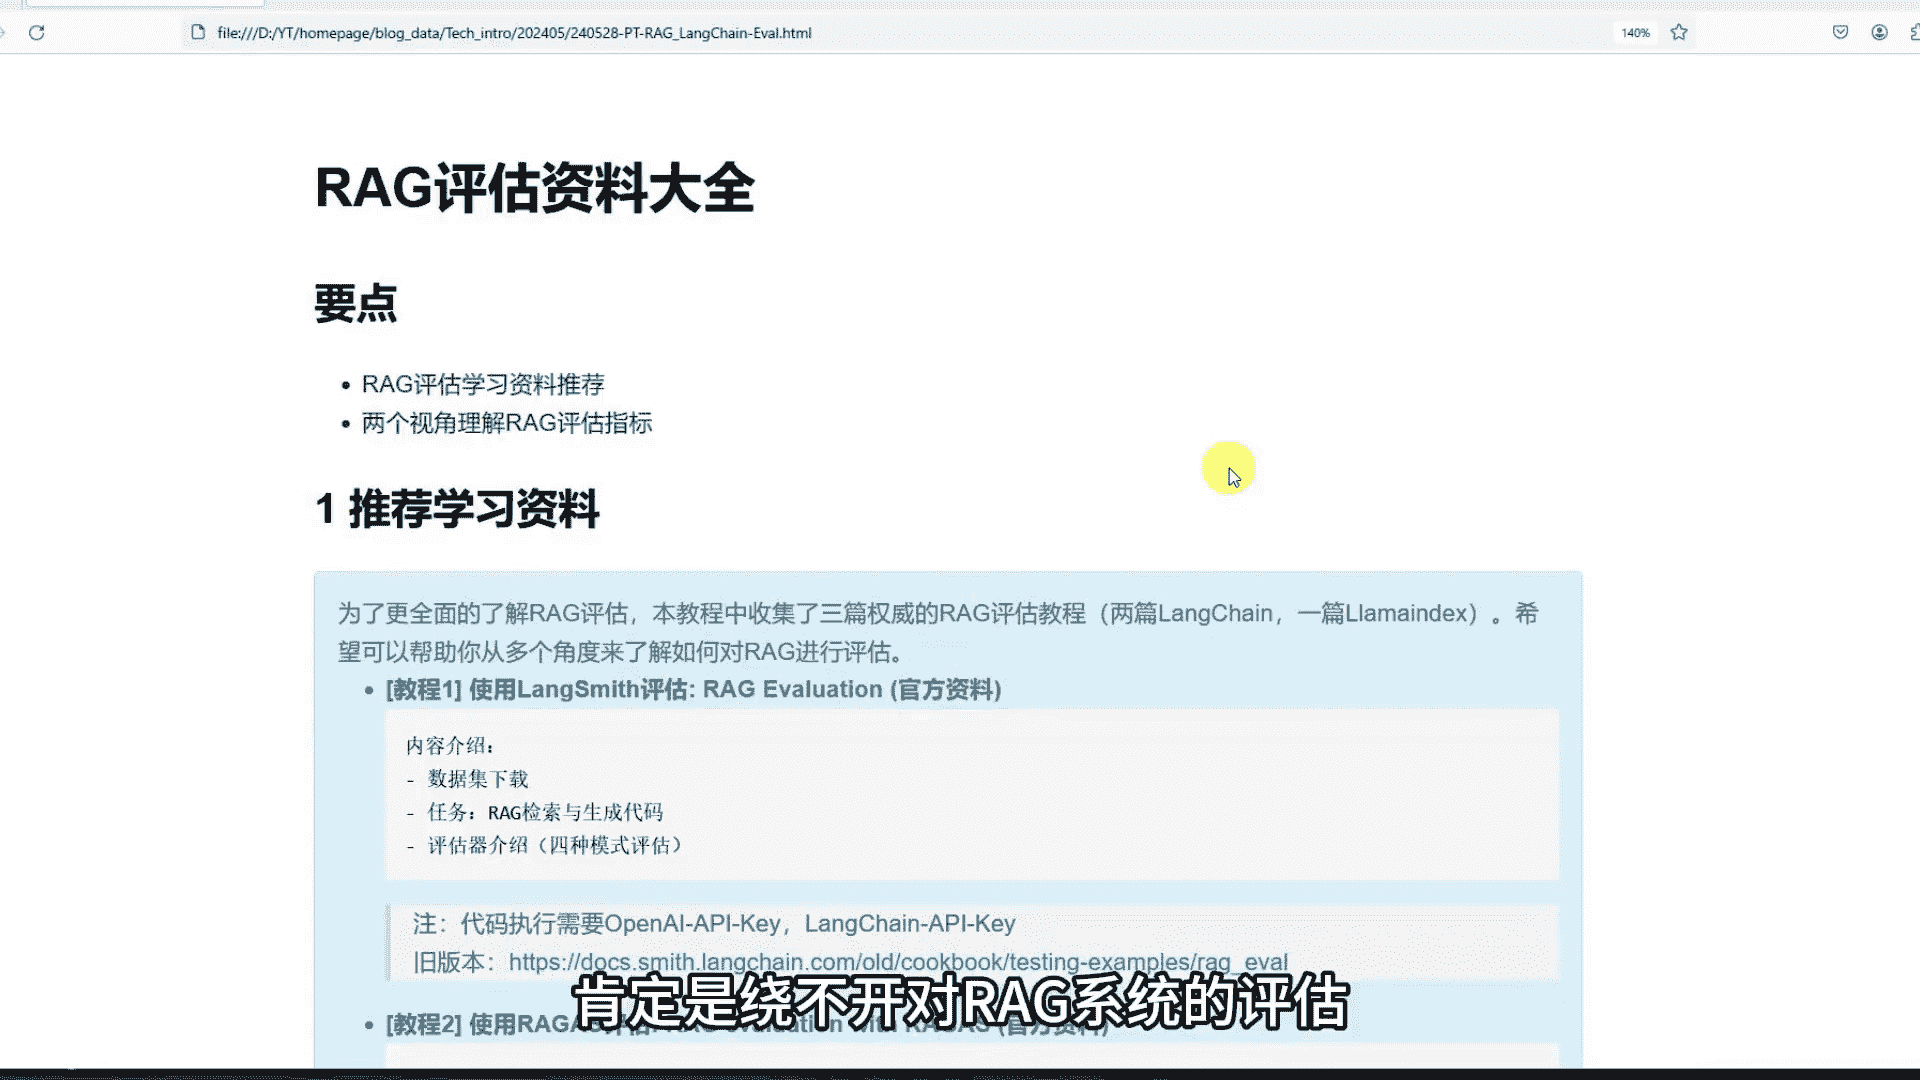 file:///D:/YT/homepage/blog_data/Tech_intro/202405/240528-PT-RAG_LangChain-Eval.html
140%
RAG评估资料大全
要点
• RAG评估学习资料推荐
• 两个视角理解RAG评估指标
1 推荐学习资料
为了更全面的了解RAG评估，本教程中收集了三篇权威的RAG评估教程（两篇LangChain，一篇Llamaindex）。希
望可以帮助你从多个角度来了解如何对RAG进行评估。
• [教程1] 使用LangSmith评估: RAG Evaluation (官方资料)
内容介绍：
- 数据集下载
- 任务：RAG检索与生成代码
- 评估器介绍（四种模式评估）
注：代码执行需要OpenAI-API-Key，LangChain-API-Key
旧版本：https://docs.smith.langchain.com/old/cookbook/testing-examples/rag_eval
肯定是绕不开对RAG系统的评估
• [教程2] 使用RAGAS评估: RAG evaluation with RAGAS (官方资料)